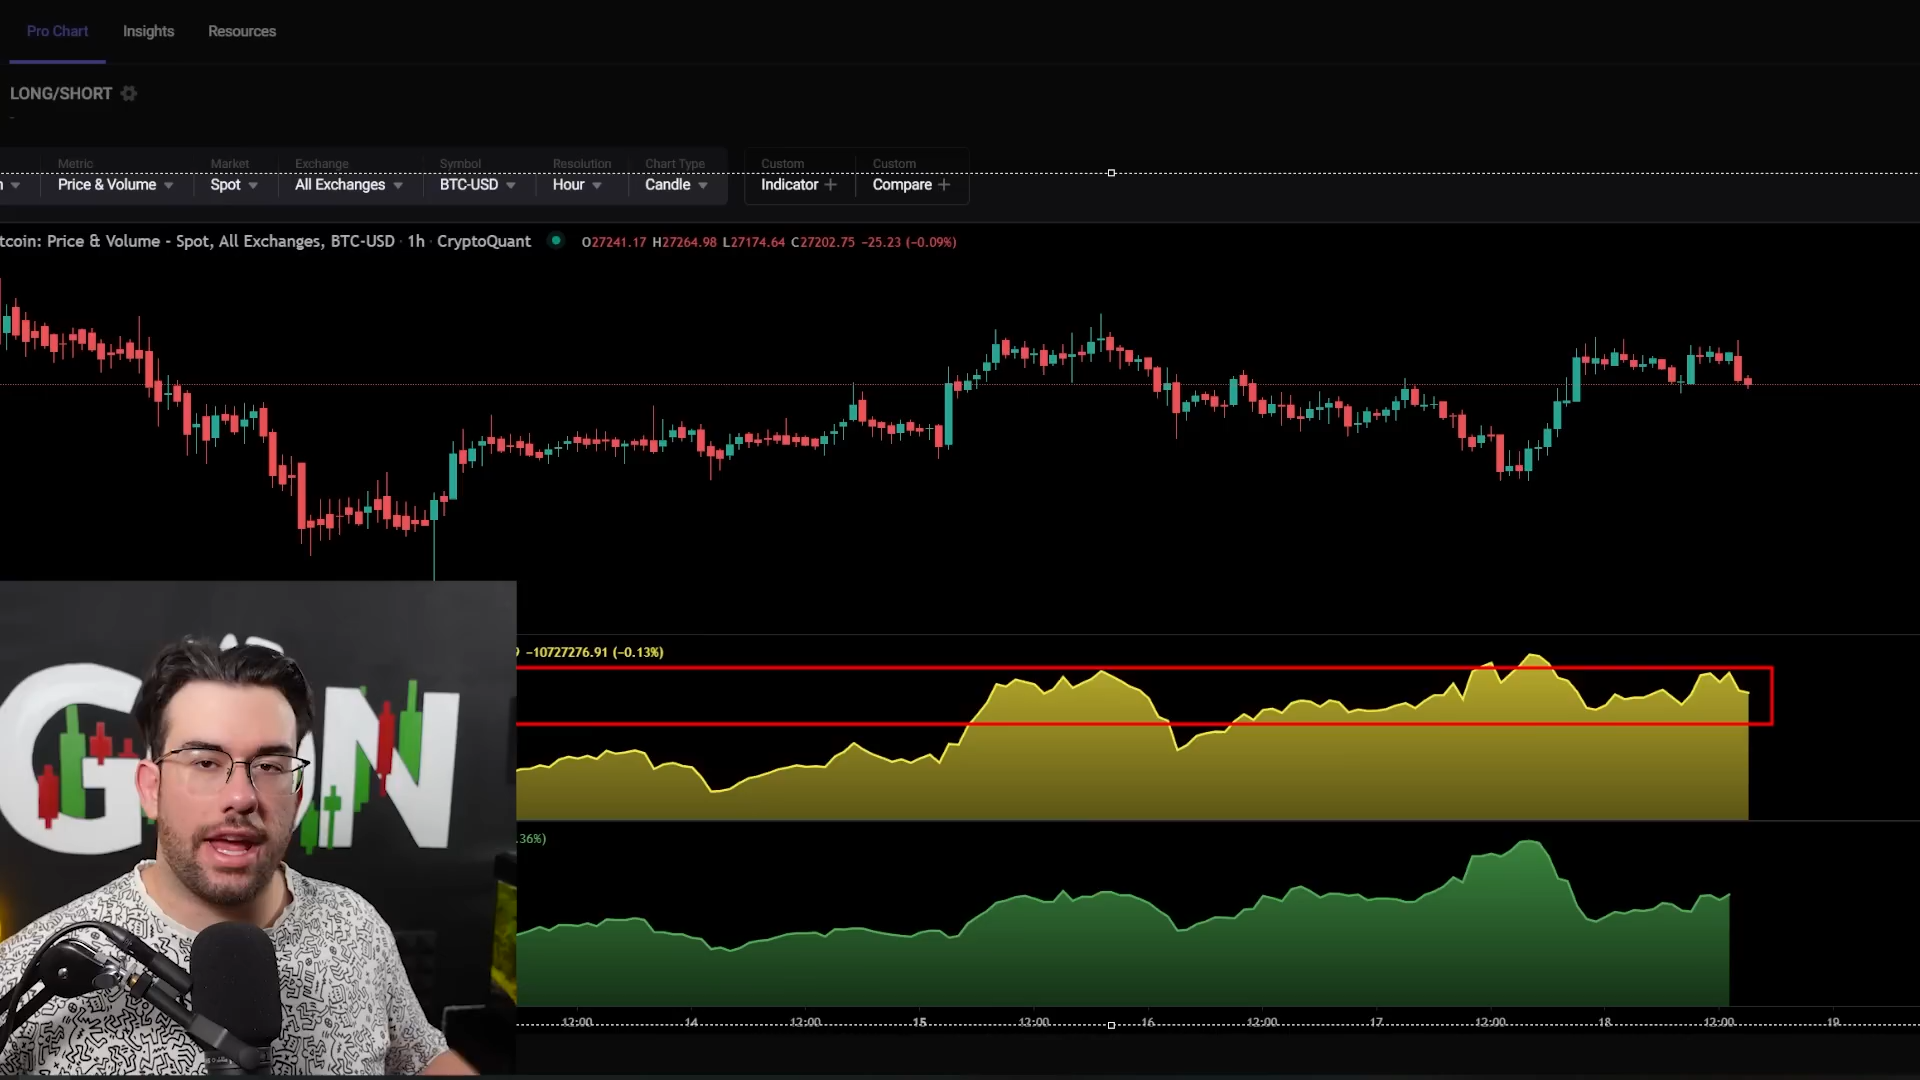 Pro Chart Insights Resources
LONG/SHORT
Metric Market Exchange Symbol Resolution Chart Type Custom Custom
Price & Volume Spot All Exchanges BTC-USD Hour Candle Indicator + Compare +
tcoin: Price & Volume - Spot, All Exchanges, BTC-USD · 1h · CryptoQuant O27241.17 H27264.98 L27174.64 C27202.75 −25.23 (−0.09%)
−10727276.91 (−0.13%)
.36%)
12:00 14 12:00 15 12:00 16 12:00 17 12:00 18 12:00 19